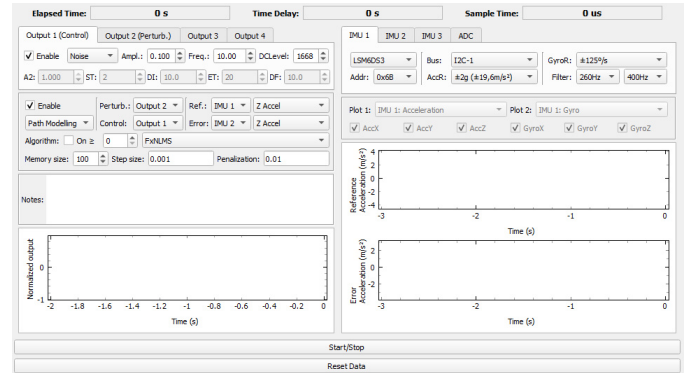 Elapsed Time: 0 s Time Delay: 0 s Sample Time: 0 us
Output 1 (Control) Output 2 (Perturb.) Output 3 Output 4
Enable Noise Ampl.: 0.100 Freq.: 10.00 DCLevel: 1668
A2: 1.000 ST: 2 DI: 10.0 ET: 20 DF: 10.0
Enable Perturb.: Output 2 Ref.: IMU 1 Z Accel
Path Modelling Control: Output 1 Error: IMU 2 Z Accel
Algorithm: On ≥ 0 FxNLMS
Memory size: 100 Step size: 0.001 Penalization: 0.01
Notes:
Normalized output
0
-1
-2 -1.8 -1.6 -1.4 -1.2 -1 -0.8 -0.6 -0.4 -0.2 0
Time (s)
IMU 1 IMU 2 IMU 3 ADC
LSM6DS3 Bus: I2C-1 GyroR: ±125º/s
Addr: 0x6B AccR: ±2g (±19,6m/s²) Filter: 260Hz 400Hz
Plot 1: IMU 1: Acceleration Plot 2: IMU 1: Gyro
AccX AccY AccZ GyroX GyroY GyroZ
Reference
Acceleration (m/s²)
4
2
0
-2
-4
-3 -2 -1 0
Time (s)
Error
Acceleration (m/s²)
2
0
-2
-3 -2 -1 0
Time (s)
Start/Stop
Reset Data